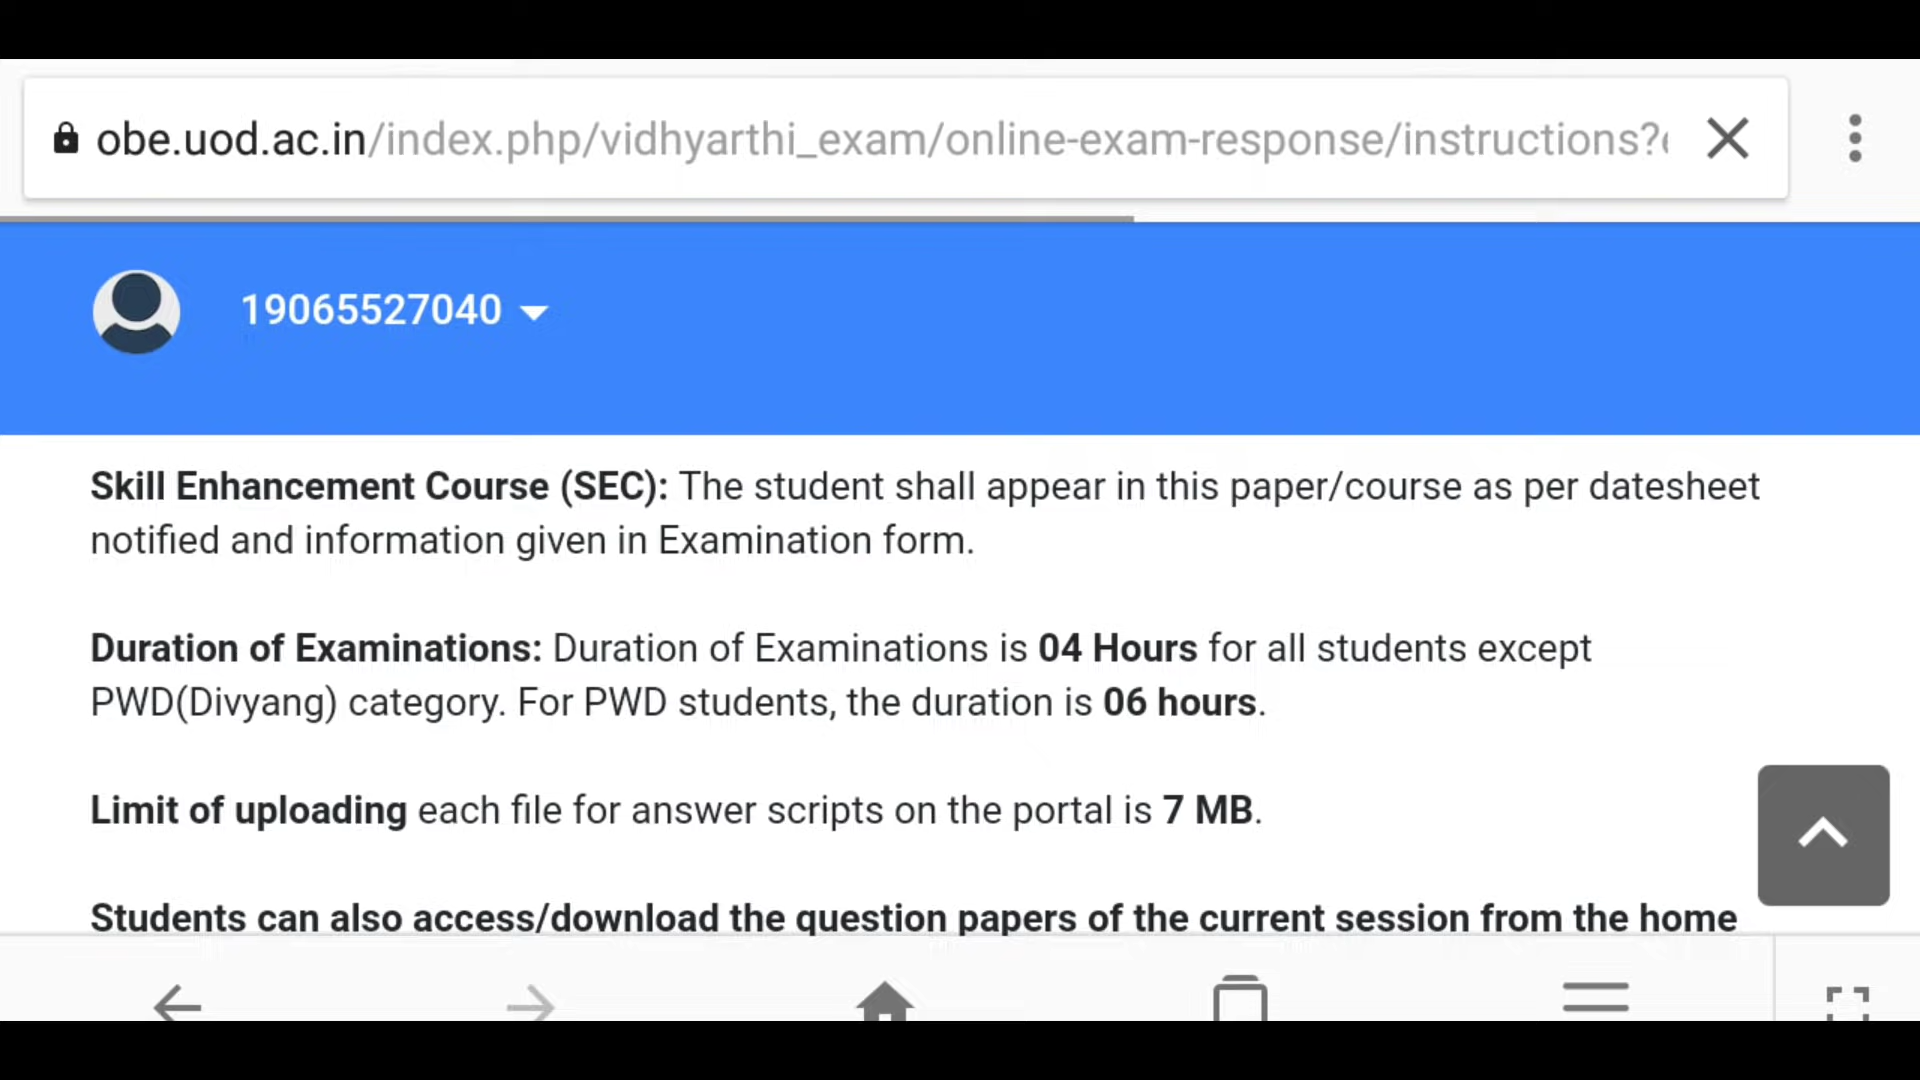 obe.uod.ac.in/index.php/vidhyarthi_exam/online-exam-response/instructions?
19065527040
Skill Enhancement Course (SEC): The student shall appear in this paper/course as per datesheet
notified and information given in Examination form.
Duration of Examinations: Duration of Examinations is 04 Hours for all students except
PWD(Divyang) category. For PWD students, the duration is 06 hours.
Limit of uploading each file for answer scripts on the portal is 7 MB.
Students can also access/download the question papers of the current session from the home